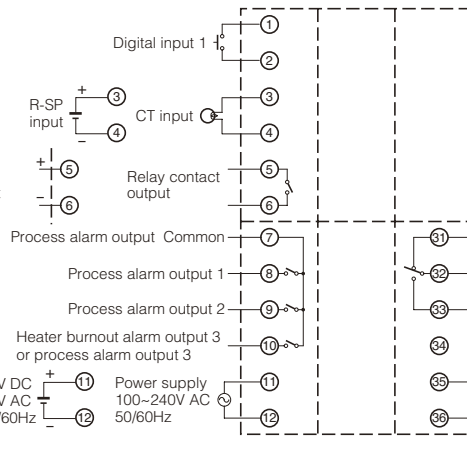 Digital input 1
1
2
R-SP
input
+
3
−
4
CT input
3
4
+
5
−
6
Relay contact
output
5
6
Process alarm output Common
7
Process alarm output 1
8
Process alarm output 2
9
Heater burnout alarm output 3
or process alarm output 3
10
V DC
V AC
/60Hz
+
11
−
12
Power supply
100~240V AC
50/60Hz
11
12
31
32
33
34
35
36